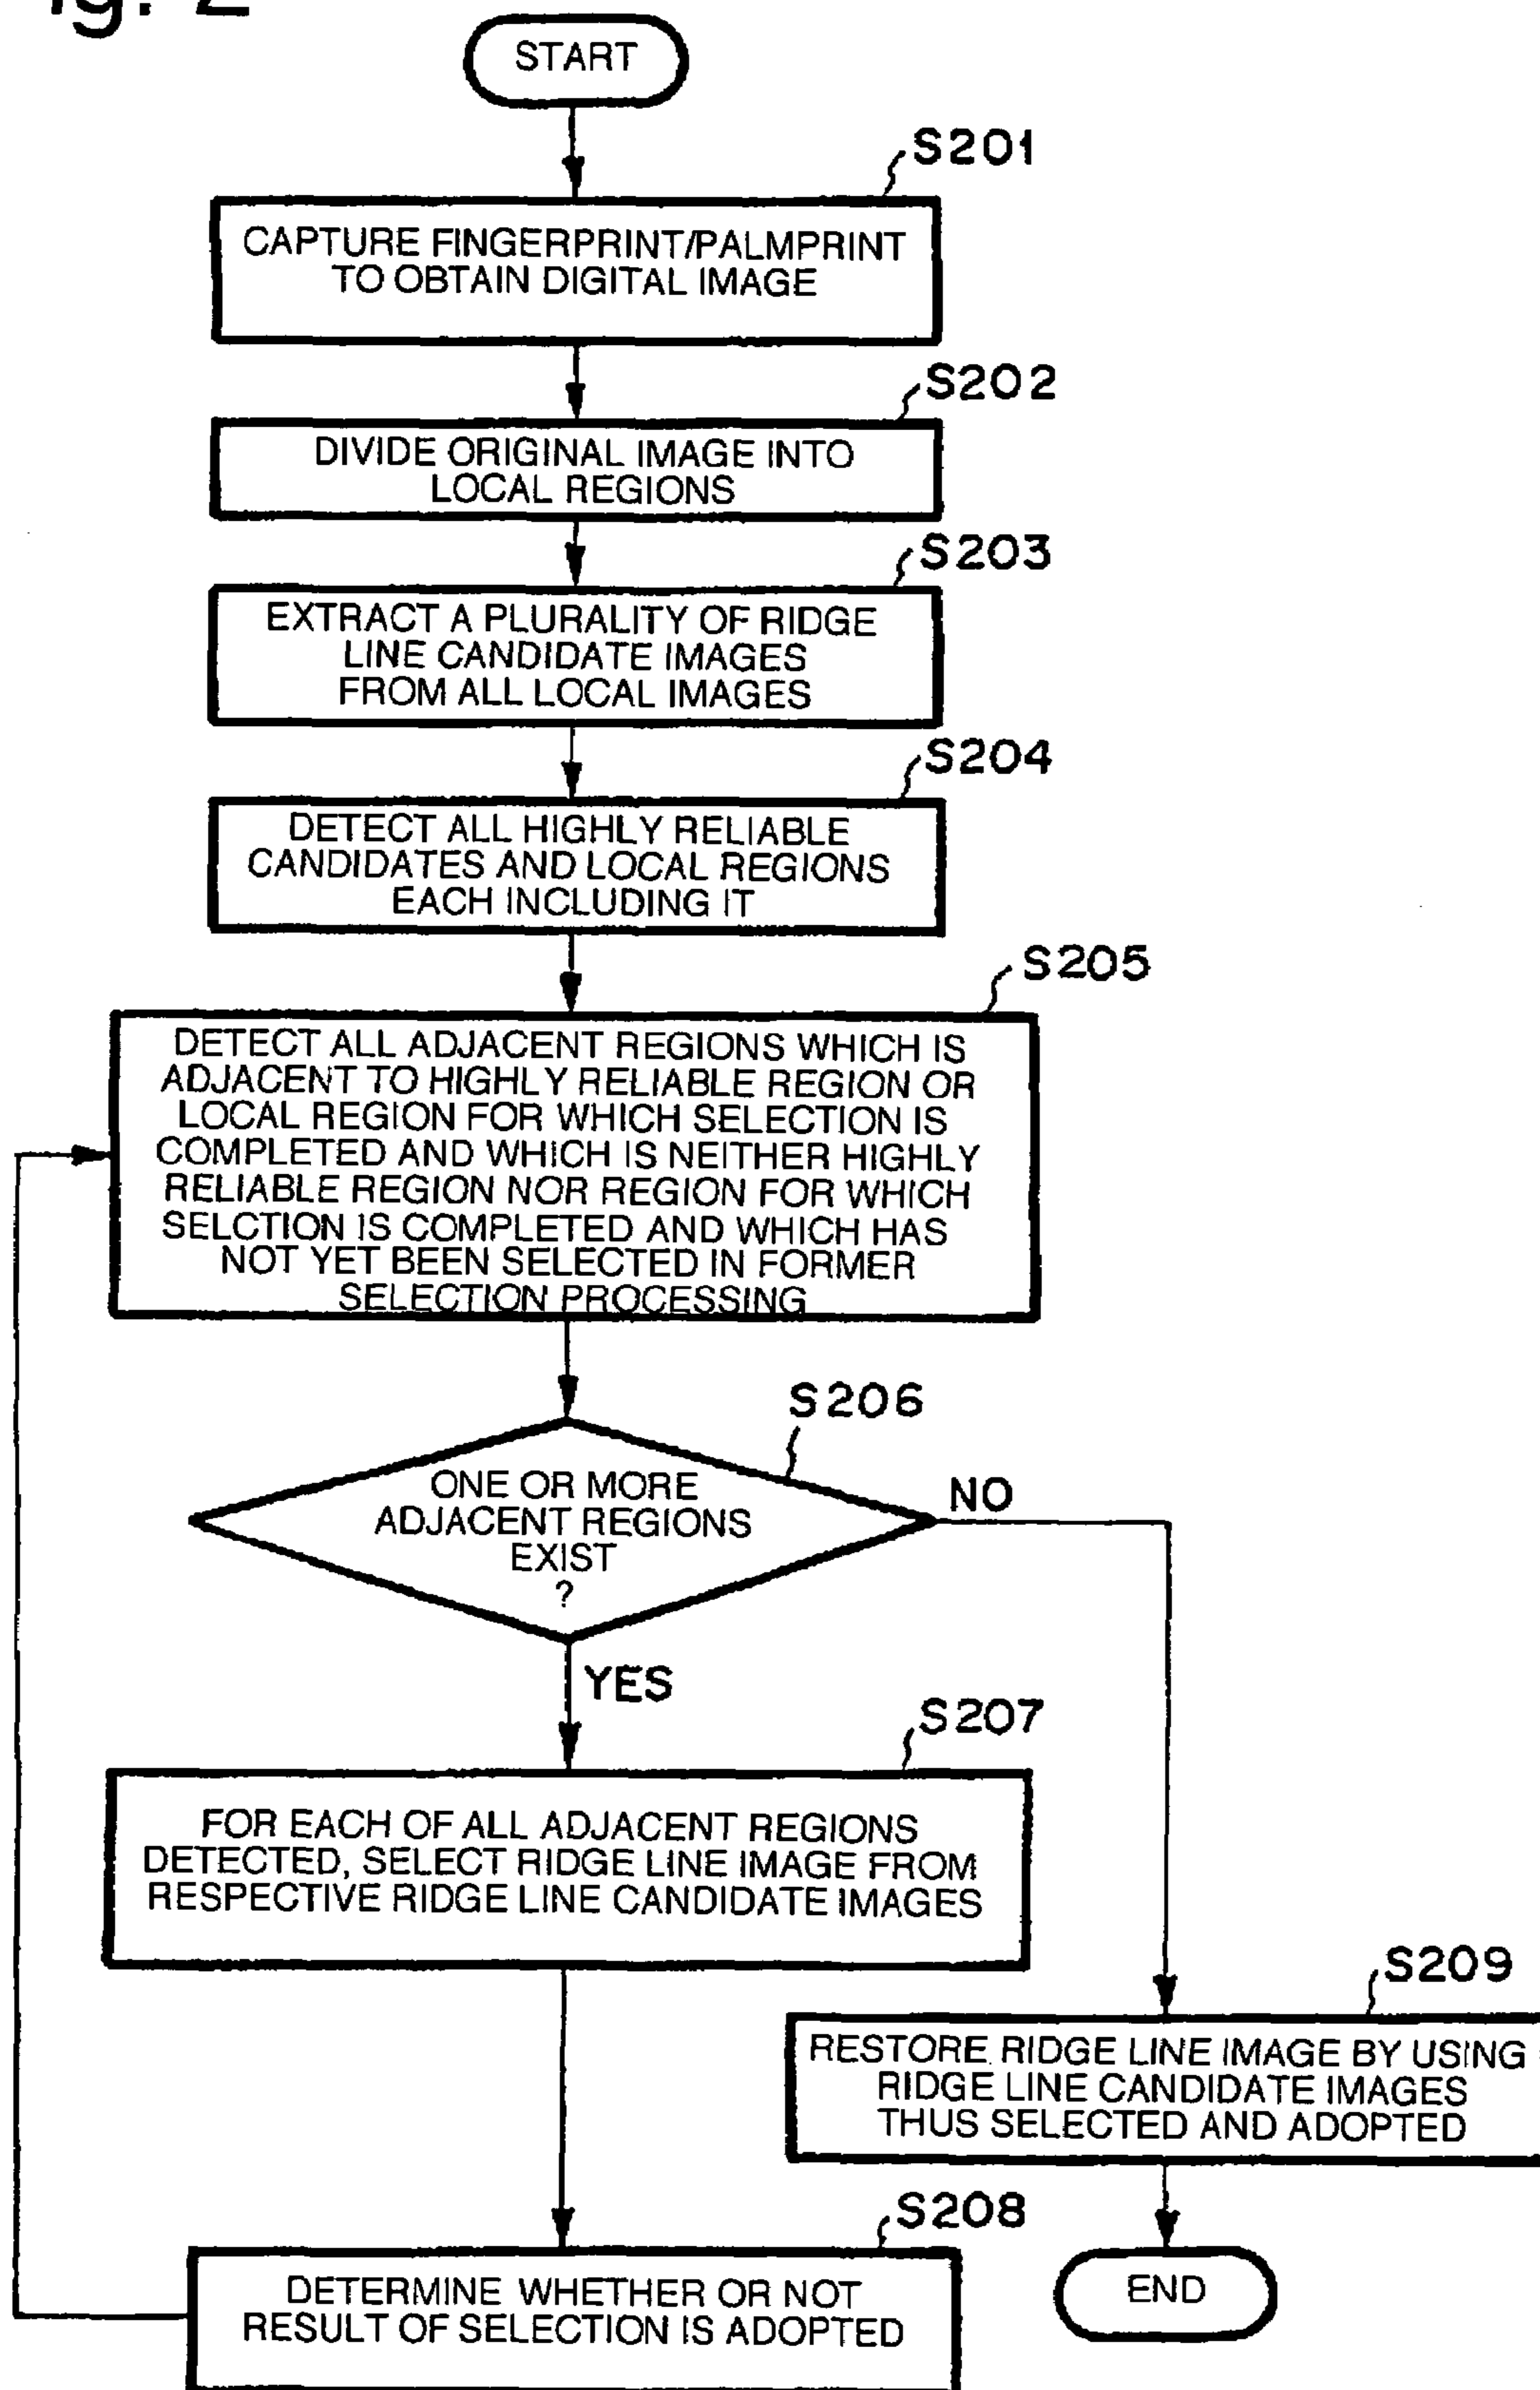 Fig. 2
START
S201
CAPTURE FINGERPRINT/PALMPRINT
TO OBTAIN DIGITAL IMAGE
S202
DIVIDE ORIGINAL IMAGE INTO
LOCAL REGIONS
S203
EXTRACT A PLURALITY OF RIDGE
LINE CANDIDATE IMAGES
FROM ALL LOCAL IMAGES
S204
DETECT ALL HIGHLY RELIABLE
CANDIDATES AND LOCAL REGIONS
EACH INCLUDING IT
S205
DETECT ALL ADJACENT REGIONS WHICH IS
ADJACENT TO HIGHLY RELIABLE REGION OR
LOCAL REGION FOR WHICH SELECTION IS
COMPLETED AND WHICH IS NEITHER HIGHLY
RELIABLE REGION NOR REGION FOR WHICH
SELCTION IS COMPLETED AND WHICH HAS
NOT YET BEEN SELECTED IN FORMER
SELECTION PROCESSING
S206
ONE OR MORE
ADJACENT REGIONS
EXIST
?
NO
YES
S207
FOR EACH OF ALL ADJACENT REGIONS
DETECTED, SELECT RIDGE LINE IMAGE FROM
RESPECTIVE RIDGE LINE CANDIDATE IMAGES
S209
RESTORE RIDGE LINE IMAGE BY USING
RIDGE LINE CANDIDATE IMAGES
THUS SELECTED AND ADOPTED
S208
DETERMINE WHETHER OR NOT
RESULT OF SELECTION IS ADOPTED
END